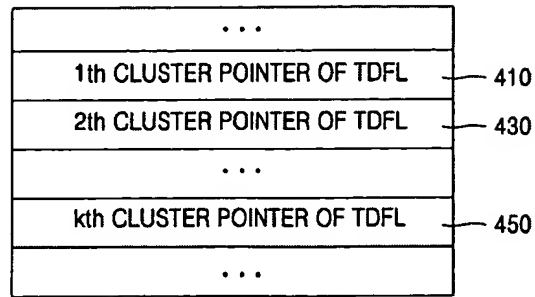 ...
1th CLUSTER POINTER OF TDFL 410
2th CLUSTER POINTER OF TDFL 430
...
kth CLUSTER POINTER OF TDFL 450
...